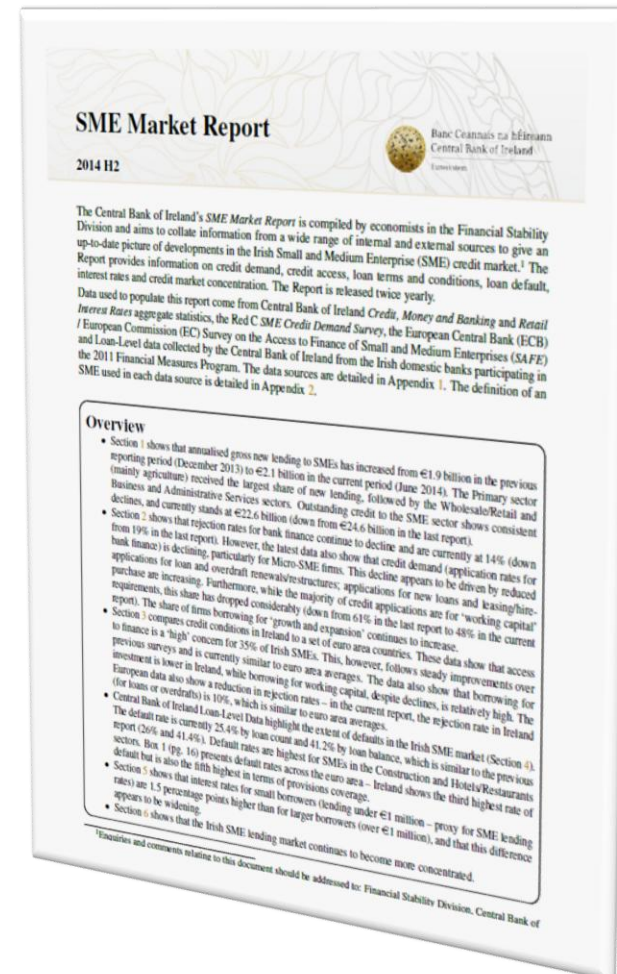 SME Market Report
Banc Ceannais na hÉireann
Central Bank of Ireland
Eurosystem
2014 H2
The Central Bank of Ireland's SME Market Report is compiled by economists in the Financial Stability
Division and aims to collate information from a wide range of internal and external sources to give an
up-to-date picture of developments in the Irish Small and Medium Enterprise (SME) credit market.1 The
Report provides information on credit demand, credit access, loan terms and conditions, loan default,
interest rates and credit market concentration. The Report is released twice yearly.
Data used to populate this report come from Central Bank of Ireland Credit, Money and Banking and Retail
Interest Rates aggregate statistics, the Red C SME Credit Demand Survey, the European Central Bank (ECB)
/ European Commission (EC) Survey on the Access to Finance of Small and Medium Enterprises (SAFE)
and Loan-Level data collected by the Central Bank of Ireland from the Irish domestic banks participating in
the 2011 Financial Measures Program. The data sources are detailed in Appendix 1. The definition of an
SME used in each data source is detailed in Appendix 2.
Overview
• Section 1 shows that annualised gross new lending to SMEs has increased from €1.9 billion in the previous
reporting period (December 2013) to €2.1 billion in the current period (June 2014). The Primary sector
(mainly agriculture) received the largest share of new lending, followed by the Wholesale/Retail and
Business and Administrative Services sectors. Outstanding credit to the SME sector shows consistent
declines, and currently stands at €22.6 billion (down from €24.6 billion in the last report).
• Section 2 shows that rejection rates for bank finance continue to decline and are currently at 14% (down
from 19% in the last report). However, the latest data also show that credit demand (application rates for
bank finance) is declining, particularly for Micro-SME firms. This decline appears to be driven by reduced
applications for loan and overdraft renewals/restructures; applications for new loans and leasing/hire-
purchase are increasing. Furthermore, while the majority of credit applications are for 'working capital'
requirements, this share has dropped considerably (down from 61% in the last report to 48% in the current
report). The share of firms borrowing for 'growth and expansion' continues to increase.
• Section 3 compares credit conditions in Ireland to a set of euro area countries. These data show that access
to finance is a 'high' concern for 35% of Irish SMEs. This, however, follows steady improvements over
previous surveys and is currently similar to euro area averages. The data also show that borrowing for
investment is lower in Ireland, while borrowing for working capital, despite declines, is relatively high. The
European data also show a reduction in rejection rates – in the current report, the rejection rate in Ireland
(for loans or overdrafts) is 10%, which is similar to euro area averages.
• Central Bank of Ireland Loan-Level Data highlight the extent of defaults in the Irish SME market (Section 4).
The default rate is currently 25.4% by loan count and 41.2% by loan balance, which is similar to the previous
report (26% and 41.4%). Default rates are highest for SMEs in the Construction and Hotels/Restaurants
sectors. Box 1 (pg. 16) presents default rates across the euro area – Ireland shows the third highest rate of
default but is also the fifth highest in terms of provisions coverage.
• Section 5 shows that interest rates for small borrowers (lending under €1 million – proxy for SME lending
rates) are 1.5 percentage points higher than for larger borrowers (over €1 million), and that this difference
appears to be widening.
• Section 6 shows that the Irish SME lending market continues to become more concentrated.
1Enquiries and comments relating to this document should be addressed to: Financial Stability Division, Central Bank of